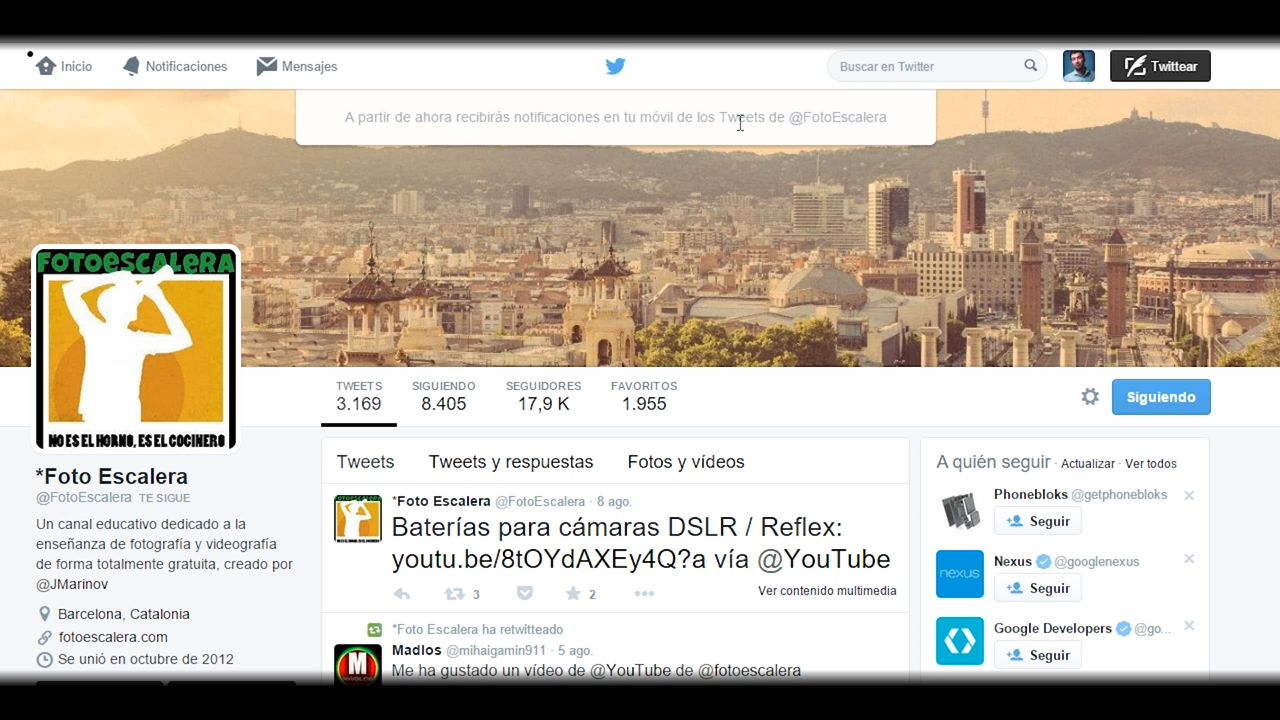 Inicio
Notificaciones
Mensajes
Buscar en Twitter
Twittear
A partir de ahora recibirás notificaciones en tu móvil de los Tweets de @FotoEscalera
FOTOESCALERA
NO ES EL HORNO, ES EL COCINERO
TWEETS
3.169
SIGUIENDO
8.405
SEGUIDORES
17,9 K
FAVORITOS
1.955
Siguiendo
*Foto Escalera
@FotoEscalera TE SIGUE
Un canal educativo dedicado a la
enseñanza de fotografía y videografía
de forma totalmente gratuita, creado por
@JMarinov
Barcelona, Catalonia
fotoescalera.com
Se unió en octubre de 2012
Tweets
Tweets y respuestas
Fotos y vídeos
*Foto Escalera @FotoEscalera · 8 ago.
Baterías para cámaras DSLR / Reflex:
youtu.be/8tOYdAXEy4Q?a vía @YouTube
3
2
Ver contenido multimedia
*Foto Escalera ha retwitteado
Madlos @mihaigamin911 · 5 ago.
Me ha gustado un vídeo de @YouTube de @fotoescalera
A quién seguir · Actualizar · Ver todos
Phonebloks @getphonebloks
Seguir
nexus
Nexus @googlenexus
Seguir
Google Developers @go...
Seguir